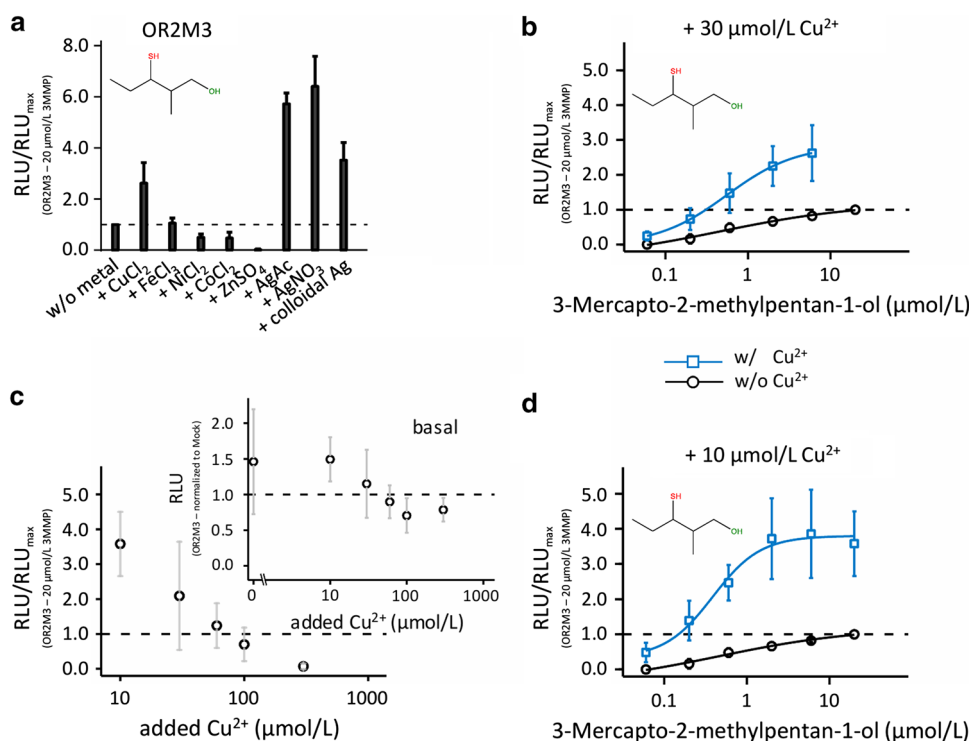 a
OR2M3
SH
OH
RLU/RLUmax
(OR2M3 – 20 µmol/L 3MMP)
8.0
6.0
4.0
2.0
1.0
0.0
w/o metal
+ CuCl2
+ FeCl3
+ NiCl2
+ CoCl2
+ ZnSO4
+ AgAc
+ AgNO3
+ colloidal Ag
b
+ 30 µmol/L Cu2+
SH
OH
RLU/RLUmax
(OR2M3 – 20 µmol/L 3MMP)
5.0
4.0
3.0
2.0
1.0
0.0
0.1 1 10
3-Mercapto-2-methylpentan-1-ol (µmol/L)
w/ Cu2+
w/o Cu2+
c
RLU/RLUmax
(OR2M3 – 20 µmol/L 3MMP)
5.0
4.0
3.0
2.0
1.0
0.0
10 100 1000
added Cu2+ (µmol/L)
basal
RLU
(OR2M3 – normalized to Mock)
2.0
1.5
1.0
0.5
0.0
0 10 100 1000
added Cu2+ (µmol/L)
d
+ 10 µmol/L Cu2+
SH
OH
RLU/RLUmax
(OR2M3 – 20 µmol/L 3MMP)
5.0
4.0
3.0
2.0
1.0
0.0
0.1 1 10
3-Mercapto-2-methylpentan-1-ol (µmol/L)